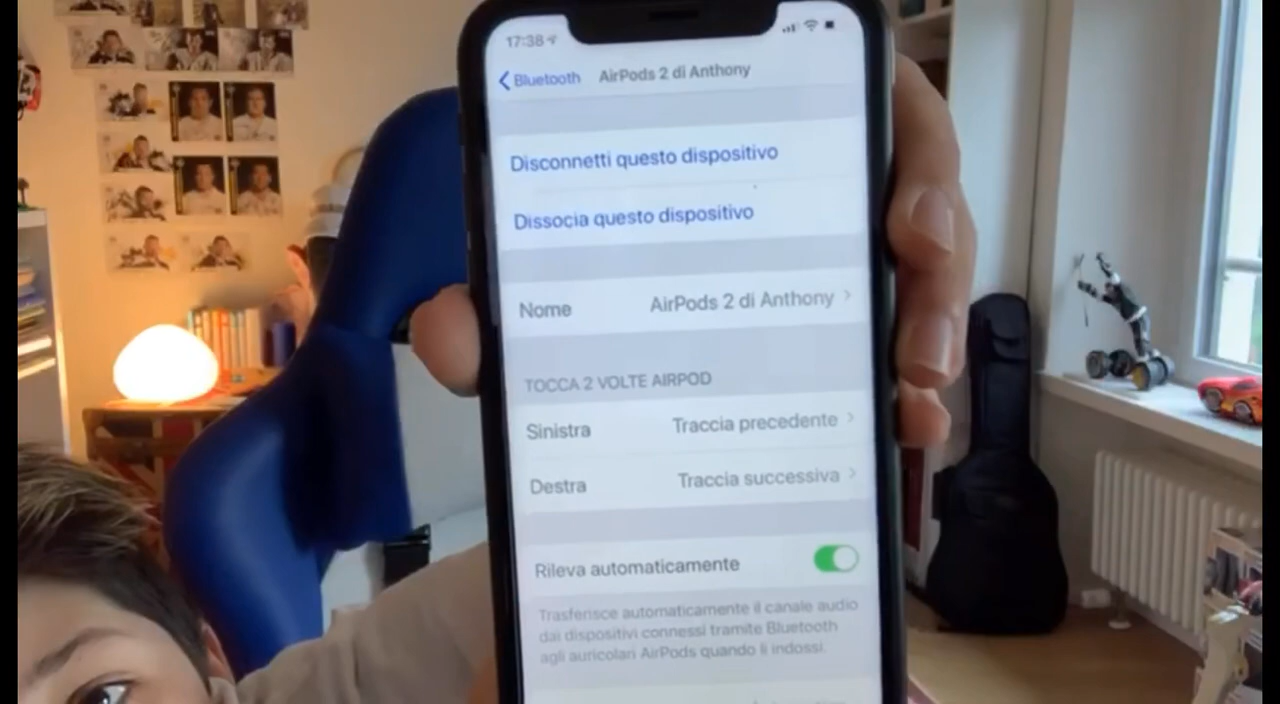 17:38
Bluetooth AirPods 2 di Anthony
Disconnetti questo dispositivo
Dissocia questo dispositivo
Nome AirPods 2 di Anthony
TOCCA 2 VOLTE AIRPOD
Sinistra Traccia precedente
Destra Traccia successiva
Rileva automaticamente
Trasferisce automaticamente il canale audio
dai dispositivi connessi tramite Bluetooth
agli auricolari AirPods quando li indossi.